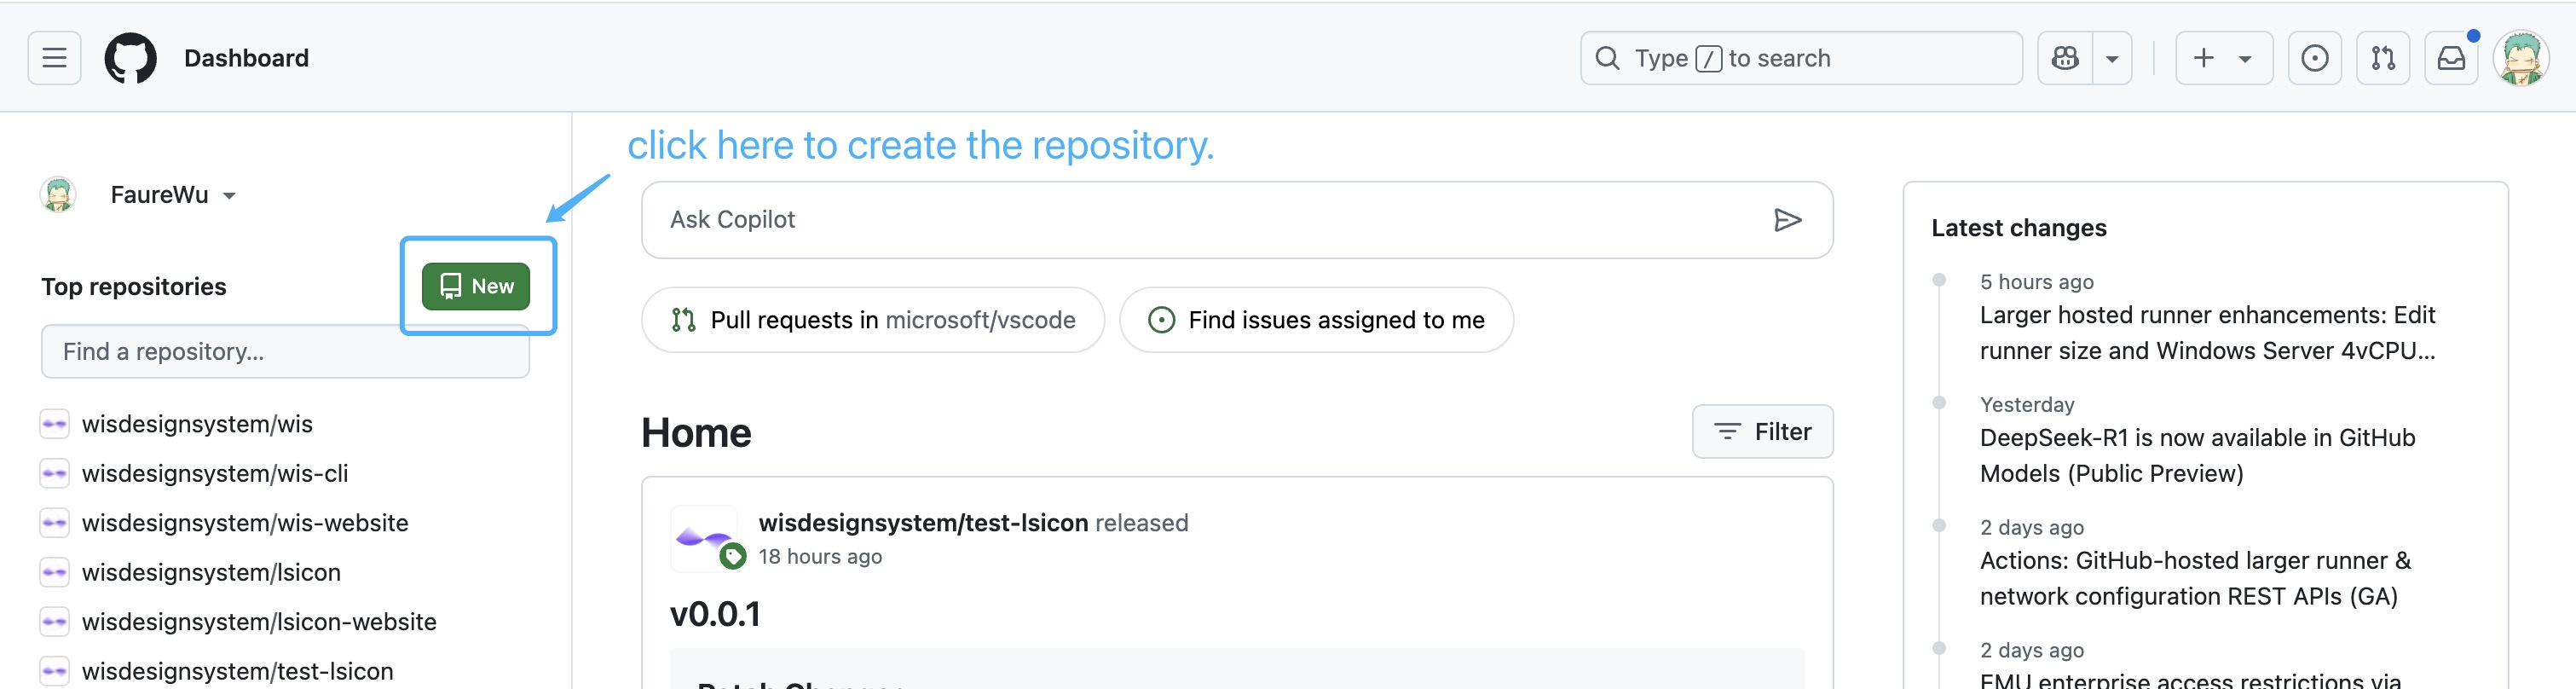 Dashboard
Type / to search
click here to create the repository.
FaureWu
Top repositories
New
Find a repository...
wisdesignsystem/wis
wisdesignsystem/wis-cli
wisdesignsystem/wis-website
wisdesignsystem/lsicon
wisdesignsystem/lsicon-website
wisdesignsystem/test-lsicon
Ask Copilot
Pull requests in microsoft/vscode
Find issues assigned to me
Home
Filter
wisdesignsystem/test-lsicon released
18 hours ago
v0.0.1
Patch Changes
Latest changes
5 hours ago
Larger hosted runner enhancements: Edit
runner size and Windows Server 4vCPU...
Yesterday
DeepSeek-R1 is now available in GitHub
Models (Public Preview)
2 days ago
Actions: GitHub-hosted larger runner &
network configuration REST APIs (GA)
2 days ago
EMU enterprise access restrictions via